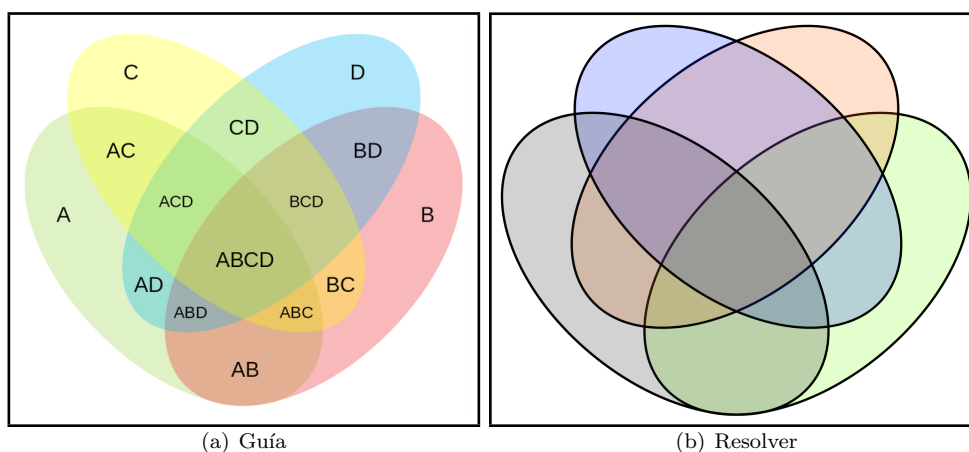 C
D
CD
AC
BD
ACD
BCD
A
B
ABCD
AD
BC
ABD
ABC
AB
(a) Guía
(b) Resolver